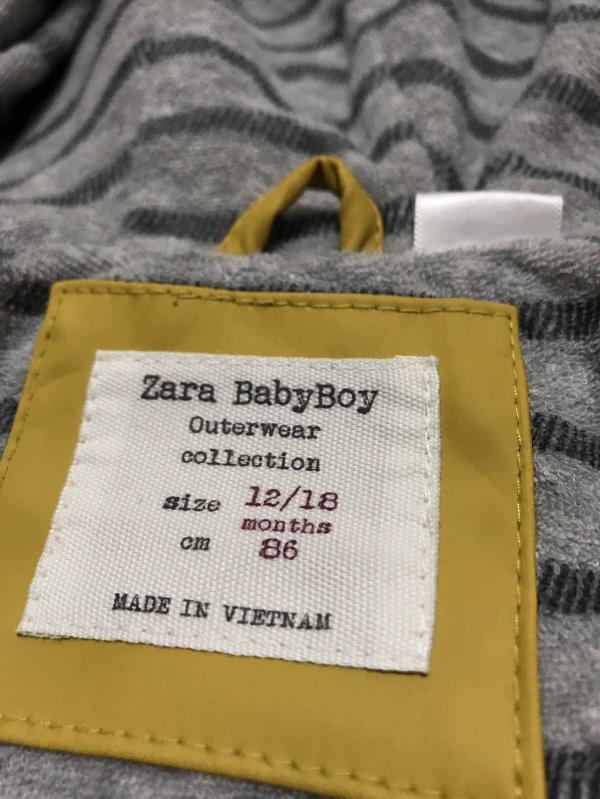 Zara BabyBoy
Outerwear
collection
size 12/18
months
cm 86
MADE IN VIETNAM